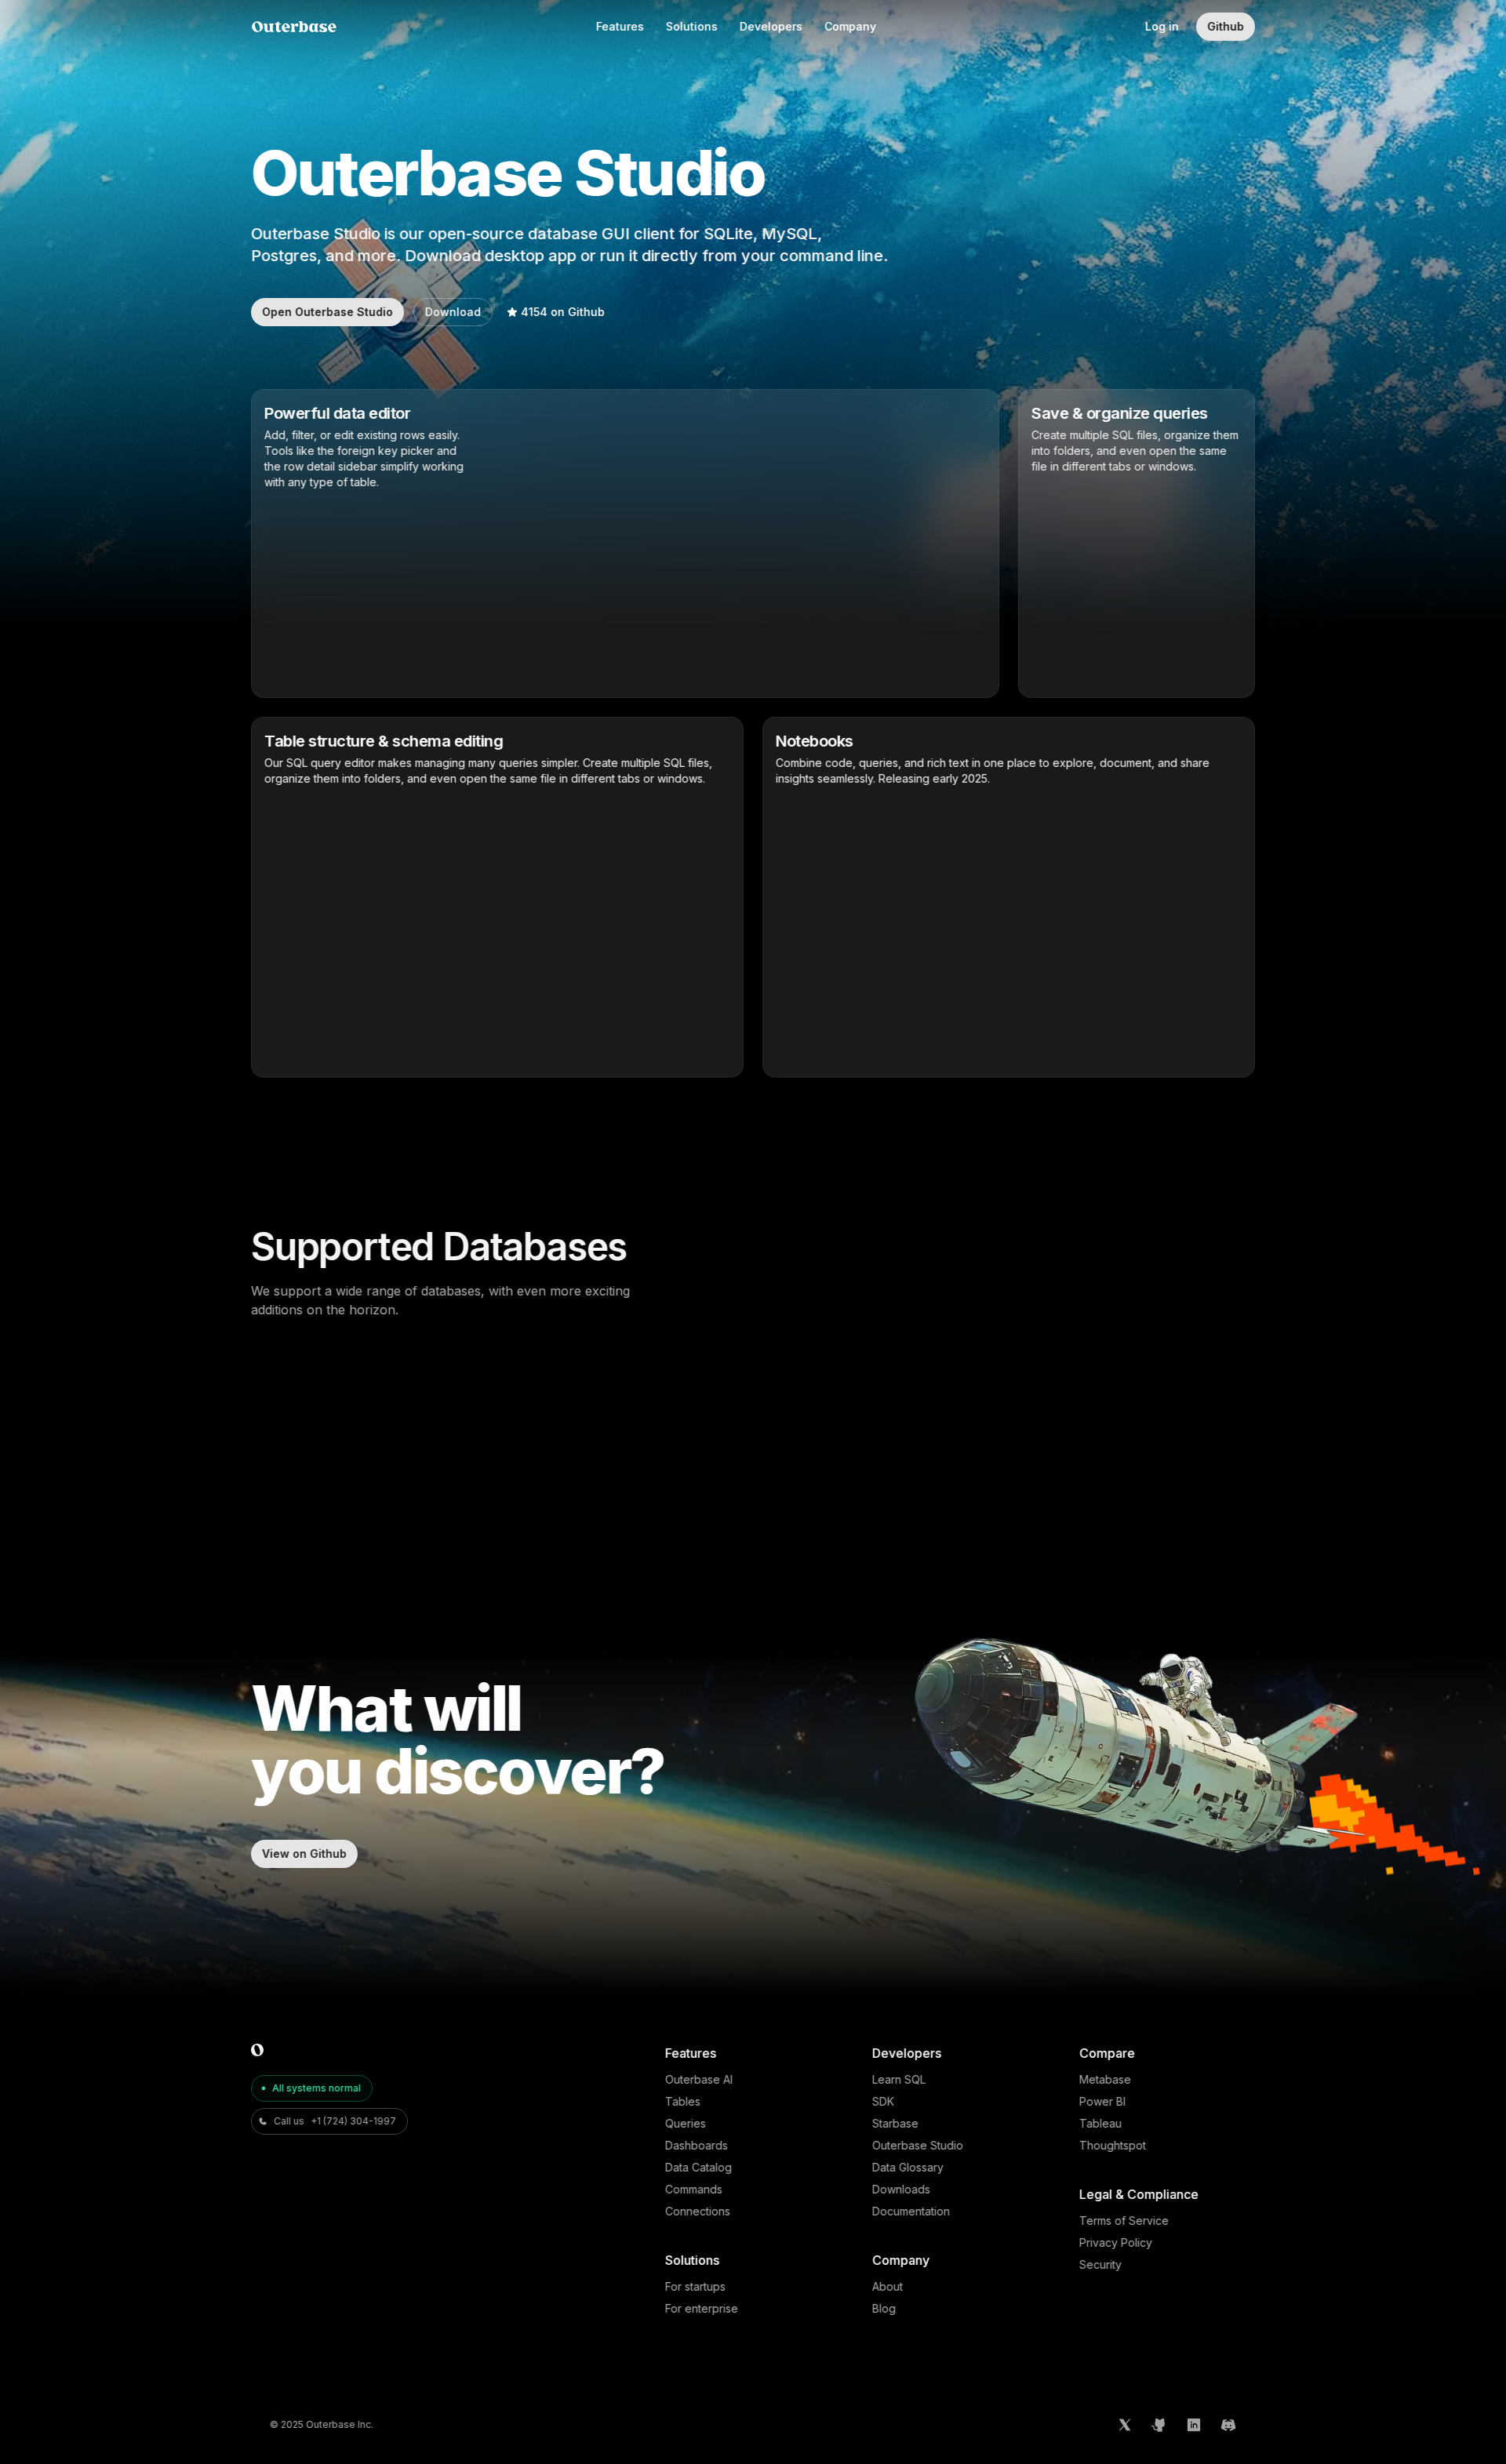 Outerbase
Features Solutions Developers Company
Log in Github
Outerbase Studio
Outerbase Studio is our open-source database GUI client for SQLite, MySQL,
Postgres, and more. Download desktop app or run it directly from your command line.
Open Outerbase Studio Download 4154 on Github
Powerful data editor
Add, filter, or edit existing rows easily.
Tools like the foreign key picker and
the row detail sidebar simplify working
with any type of table.
Save & organize queries
Create multiple SQL files, organize them
into folders, and even open the same
file in different tabs or windows.
Table structure & schema editing
Our SQL query editor makes managing many queries simpler. Create multiple SQL files,
organize them into folders, and even open the same file in different tabs or windows.
Notebooks
Combine code, queries, and rich text in one place to explore, document, and share
insights seamlessly. Releasing early 2025.
Supported Databases
We support a wide range of databases, with even more exciting
additions on the horizon.
What will
you discover?
View on Github
O
All systems normal
Call us +1 (724) 304-1997
Features
Outerbase AI
Tables
Queries
Dashboards
Data Catalog
Commands
Connections
Solutions
For startups
For enterprise
Developers
Learn SQL
SDK
Starbase
Outerbase Studio
Data Glossary
Downloads
Documentation
Company
About
Blog
Compare
Metabase
Power BI
Tableau
Thoughtspot
Legal & Compliance
Terms of Service
Privacy Policy
Security
© 2025 Outerbase Inc.